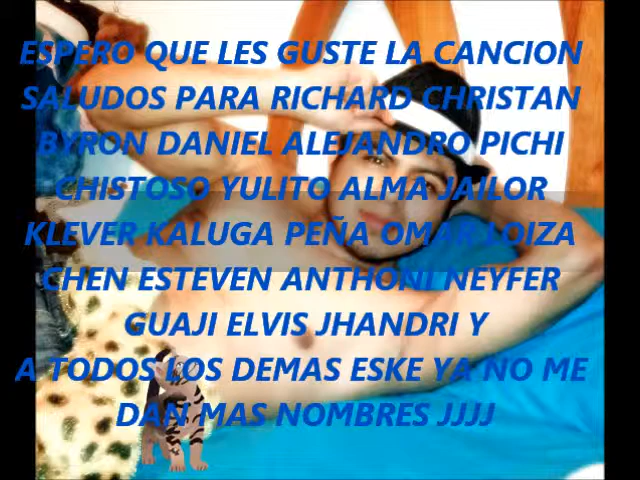 ESPERO QUE LES GUSTE LA CANCION
SALUDOS PARA RICHARD CHRISTAN
BYRON DANIEL ALEJANDRO PICHI
CHISTOSO YULITO ALMA JAILOR
KLEVER KALUGA PEÑA OMAR LOIZA
CHEN ESTEVEN ANTHONI NEYFER
GUAJI ELVIS JHANDRI Y
A TODOS LOS DEMAS ESKE YA NO ME
DAN MAS NOMBRES JJJJ